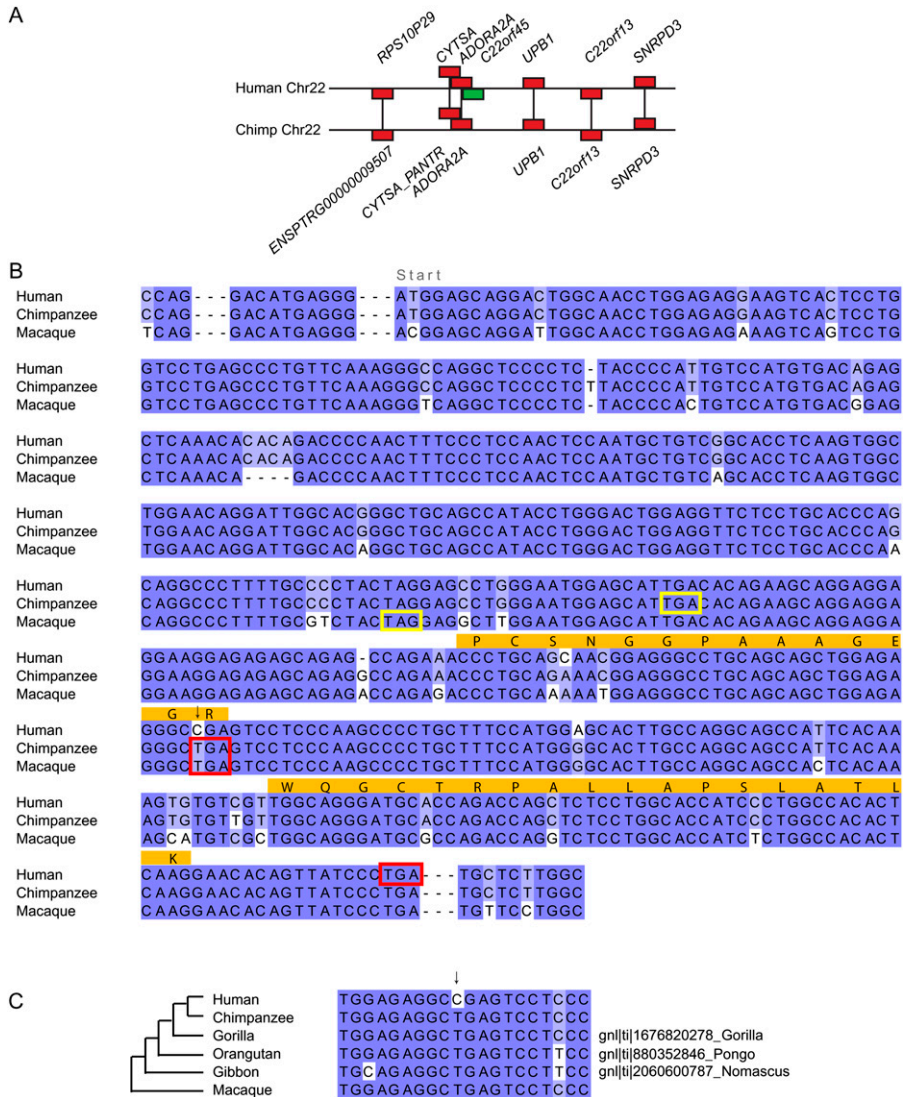 A
RPS10P29 CYTSA ADORA2A C22orf45 UPB1 C22orf13 SNRPD3
Human Chr22
Chimp Chr22
ENSPTRG00000009507 CYTSA_PANTR ADORA2A UPB1 C22orf13 SNRPD3
B
Start
Human CCAG---GACATGAGGG---ATGGAGCAGGACTGGCAACCTGGAGAGGAAGTCACTCCTG
Chimpanzee CCAG---GACATGAGGG---ATGGAGCAGGACTGGCAACCTGGAGAGGAAGTCACTCCTG
Macaque TCAG---GACATGAGGG---ACGGAGCAGGATTGGCAACCTGGAGAGAAAGTCAGTCCTG
Human GTCCTGAGCCCTGTTCAAAGGGCCAGGCTCCCCTC-TACCCCATTGTCCATGTGACAGAG
Chimpanzee GTCCTGAGCCCTGTTCAAAGGGCCAGGCTCCCCTCTTACCCCATTGTCCATGTGACAGAG
Macaque GTCCTGAGCCCTGTTCAAAGGGTCAGGCTCCCCTC-TACCCCACTGTCCATGTGACGGAG
Human CTCAAACACACAGACCCCAACTTTCCCTCCAACTCCAATGCTGTCGGCACCTCAAGTGGC
Chimpanzee CTCAAACACACAGACCCCAACTTTCCCTCCAACTCCAATGCTGTCGGCACCTCAAGTGGC
Macaque CTCAAACA----GACCCCAACTTTCCCTCCAACTCCAATGCTGTCAGCACCTCAAGTGGC
Human TGGAACAGGATTGGCACGGGCTGCAGCCATACCTGGGACTGGAGGTTCTCCTGCACCCAG
Chimpanzee TGGAACAGGATTGGCACGGGCTGCAGCCATACCTGGGACTGGAGGTTCTCCTGCACCCAG
Macaque TGGAACAGGATTGGCACAGGCTGCAGCCATACCTGGGACTGGAGGTTCTCCTGCACCCAA
Human CAGGCCCTTTTGCCCCTACTAGGAGCCTGGGAATGGAGCATTGACACAGAAGCAGGAGGA
Chimpanzee CAGGCCCTTTTGCCCCTACTAGGAGCCTGGGAATGGAGCATTGACACAGAAGCAGGAGGA
Macaque CAGGCCCTTTTGCGTCTACTAGGAGGCTTGGAATGGAGCATTGACACAGAAGCAGGAGGA
P C S N G G P A A A G E
Human GGAAGGAGAGAGCAGAG-CCAGAAACCCTGCAGCAACGGAGGGCCTGCAGCAGCTGGAGA
Chimpanzee GGAAGGAGAGAGCAGAGGCCAGAAACCCTGCAGAAACGGAGGGCCTGCAGCAGCTGGAGA
Macaque GGAAGGAGAGAGCAGAGACCAGAGACCCTGCAAAAATGGAGGGCCTGCAGCAGCTGGAGA
G R
Human GGGCCGAGTCCTCCCAAGCCCCTGCTTTCCATGGAGCACTTGCCAGGCAGCCATTCACAA
Chimpanzee GGGCTGAGTCCTCCCAAGCCCCTGCTTTCCATGGGGCACTTGCCAGGCAGCCATTCACAA
Macaque GGGCTGAGTCCTCCCAAGCCCCTGCTTTCCATGGGGCACTTGCCAGGCAGCCACTCACAA
W Q G C T R P A L L A P S L A T L
Human AGTGTGTCGTTGGCAGGGATGCACCAGACCAGCTCTCCTGGCACCATCCCTGGCCACACT
Chimpanzee AGTGTGTTGTTGGCAGGGATGCACCAGACCAGCTCTCCTGGCACCATCCCTGGCCACACT
Macaque AGCATGTCGCTGGCAGGGATGCGCCAGACCAGGTCTCCTGGCACCATCTCTGGCCACACT
K
Human CAAGGAACACAGTTATCCCTGA---TGCTCTTGGC
Chimpanzee CAAGGAACACAGTTATCCCTGA---TGCTCTTGGC
Macaque CAAGGAACACAGTTATCCCTGA---TGTTCCTGGC
C
Human TGGAGAGGCCGAGTCCTCCC
Chimpanzee TGGAGAGGCTGAGTCCTCCC
Gorilla TGGAGAGGCTGAGTCCTCCC gnl|ti|1676820278_Gorilla
Orangutan TGGAGAGGCTGAGTCCTTCC gnl|ti|880352846_Pongo
Gibbon TGCAGAGGCTGAGTCCTTCC gnl|ti|2060600787_Nomascus
Macaque TGGAGAGGCTGAGTCCTCCC